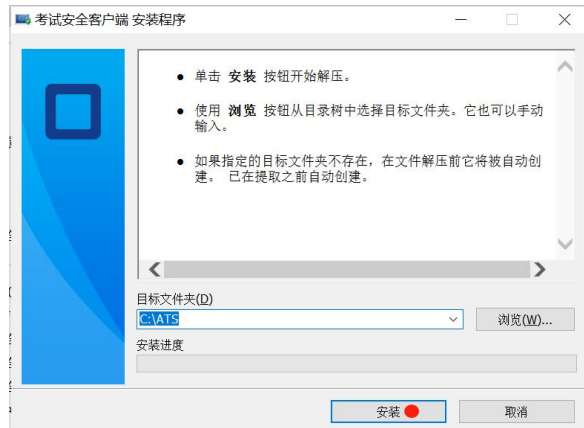 考试安全客户端 安装程序
● 单击 安装 按钮开始解压。
● 使用 浏览 按钮从目录树中选择目标文件夹。它也可以手动
输入。
● 如果指定的目标文件夹不存在，在文件解压前它将被自动创
建。 已在提取之前自动创建。
目标文件夹(D)
C:\ATS
浏览(W)...
安装进度
安装
取消